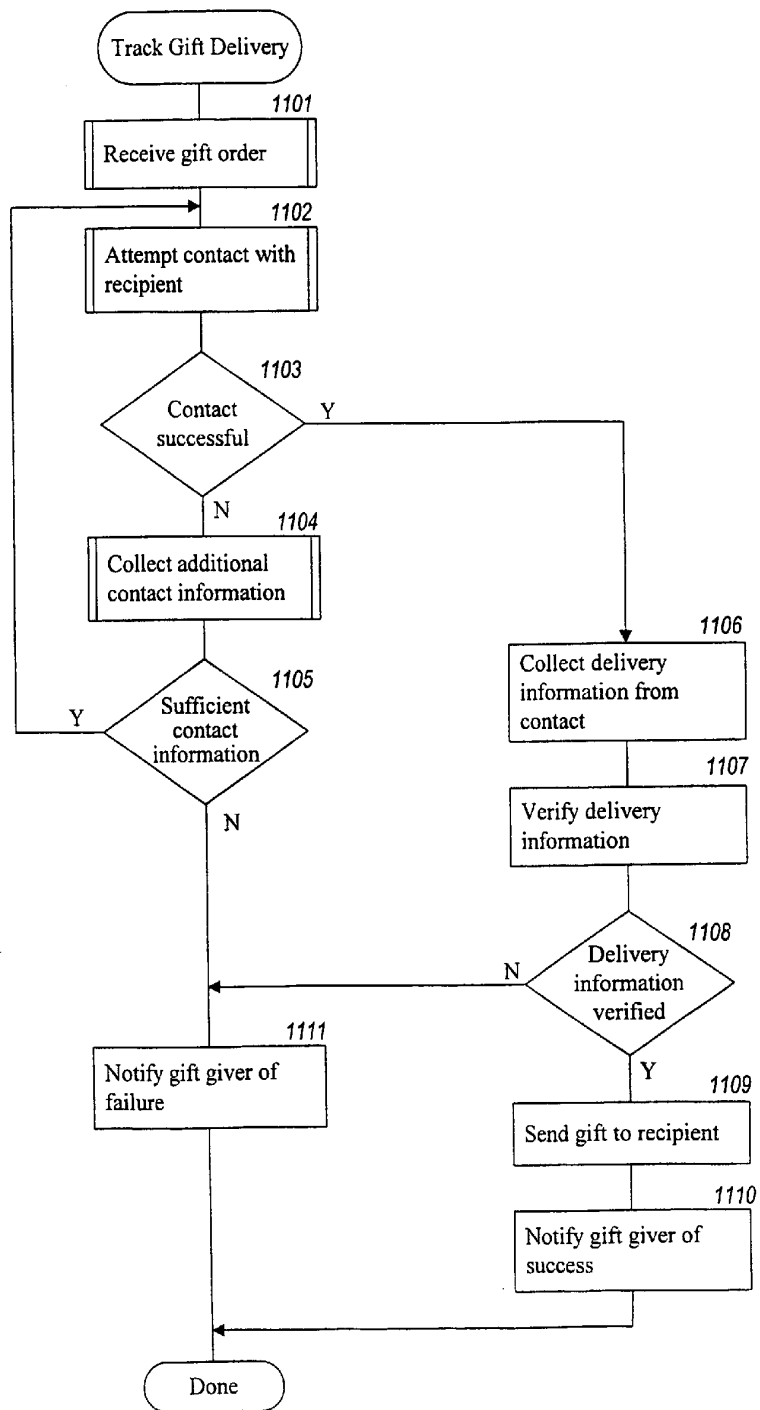 Track Gift Delivery
1101
Receive gift order
1102
Attempt contact with
recipient
1103
Contact
successful
Y
N
1104
Collect additional
contact information
1105
Sufficient
contact
information
Y
N
1106
Collect delivery
information from
contact
1107
Verify delivery
information
1108
Delivery
information
verified
N
Y
1111
Notify gift giver of
failure
1109
Send gift to recipient
1110
Notify gift giver of
success
Done